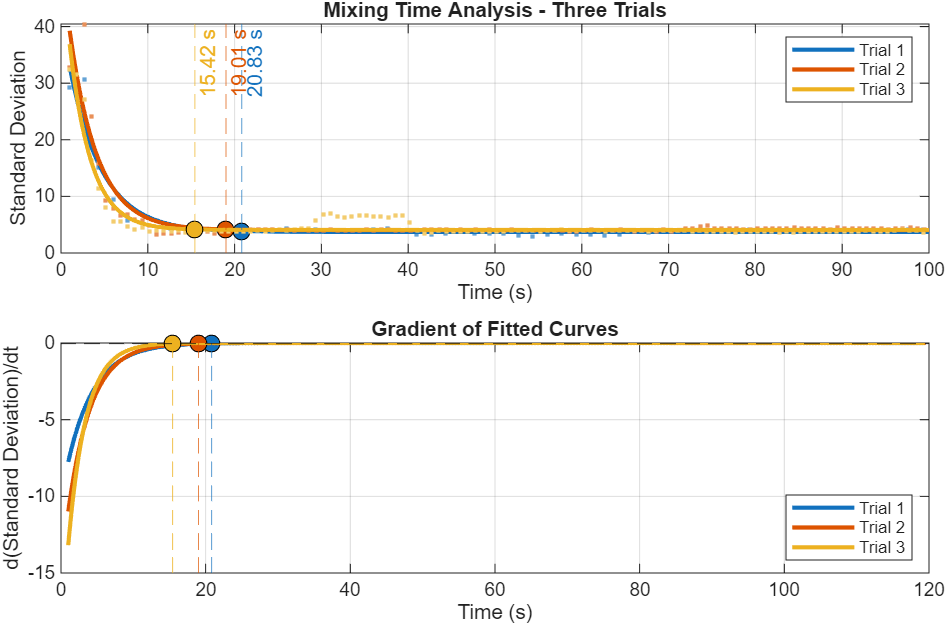 Mixing Time Analysis - Three Trials
Standard Deviation
40
30
20
10
0
15.42 s
19.01 s
20.83 s
Trial 1
Trial 2
Trial 3
0 10 20 30 40 50 60 70 80 90 100
Time (s)
Gradient of Fitted Curves
d(Standard Deviation)/dt
0
-5
-10
-15
Trial 1
Trial 2
Trial 3
0 20 40 60 80 100 120
Time (s)